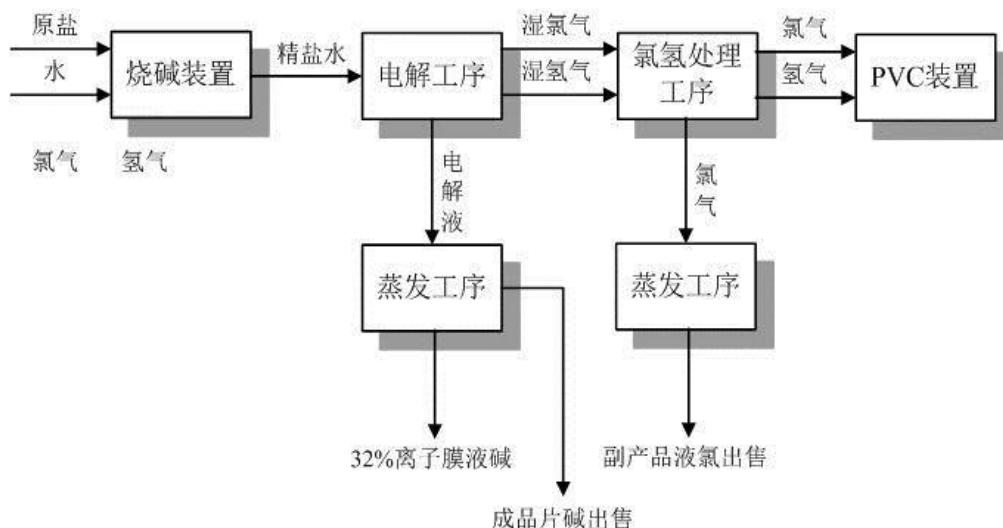 原盐
水
烧碱装置
精盐水
电解工序
湿氯气
湿氢气
氯氢处理
工序
氯气
氢气
PVC装置
氯气 氢气
电解液
氯气
蒸发工序
蒸发工序
32%离子膜液碱
副产品液氯出售
成品片碱出售